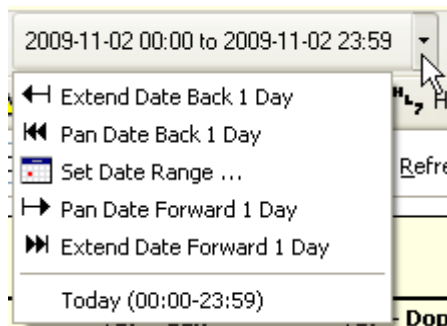 2009-11-02 00:00 to 2009-11-02 23:59
Extend Date Back 1 Day
Pan Date Back 1 Day
Set Date Range ...
Pan Date Forward 1 Day
Extend Date Forward 1 Day
Today (00:00-23:59)
HL7 H
Refre
- Dop